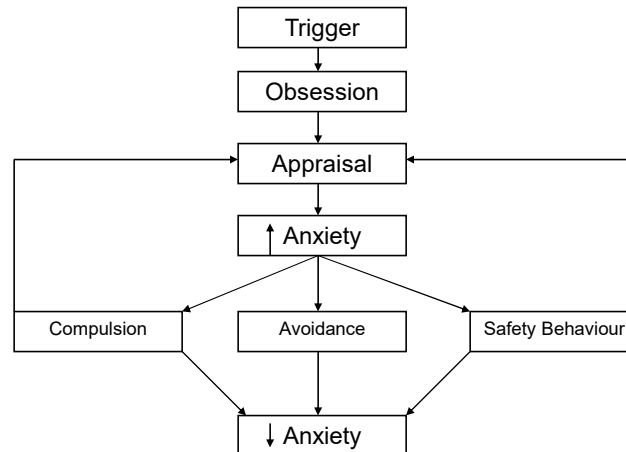 Trigger
Obsession
Appraisal
↑ Anxiety
Compulsion
Avoidance
Safety Behaviour
↓ Anxiety